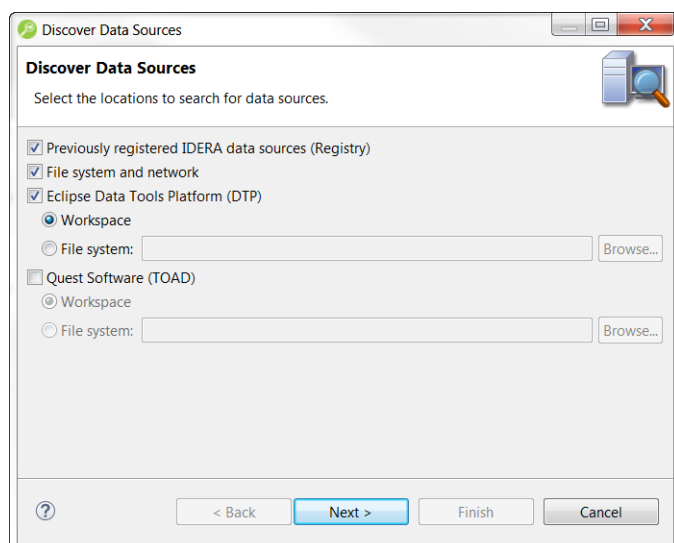 Discover Data Sources
Discover Data Sources
Select the locations to search for data sources.
Previously registered IDERA data sources (Registry)
File system and network
Eclipse Data Tools Platform (DTP)
Workspace
File system: Browse...
Quest Software (TOAD)
Workspace
File system: Browse...
? < Back Next > Finish Cancel